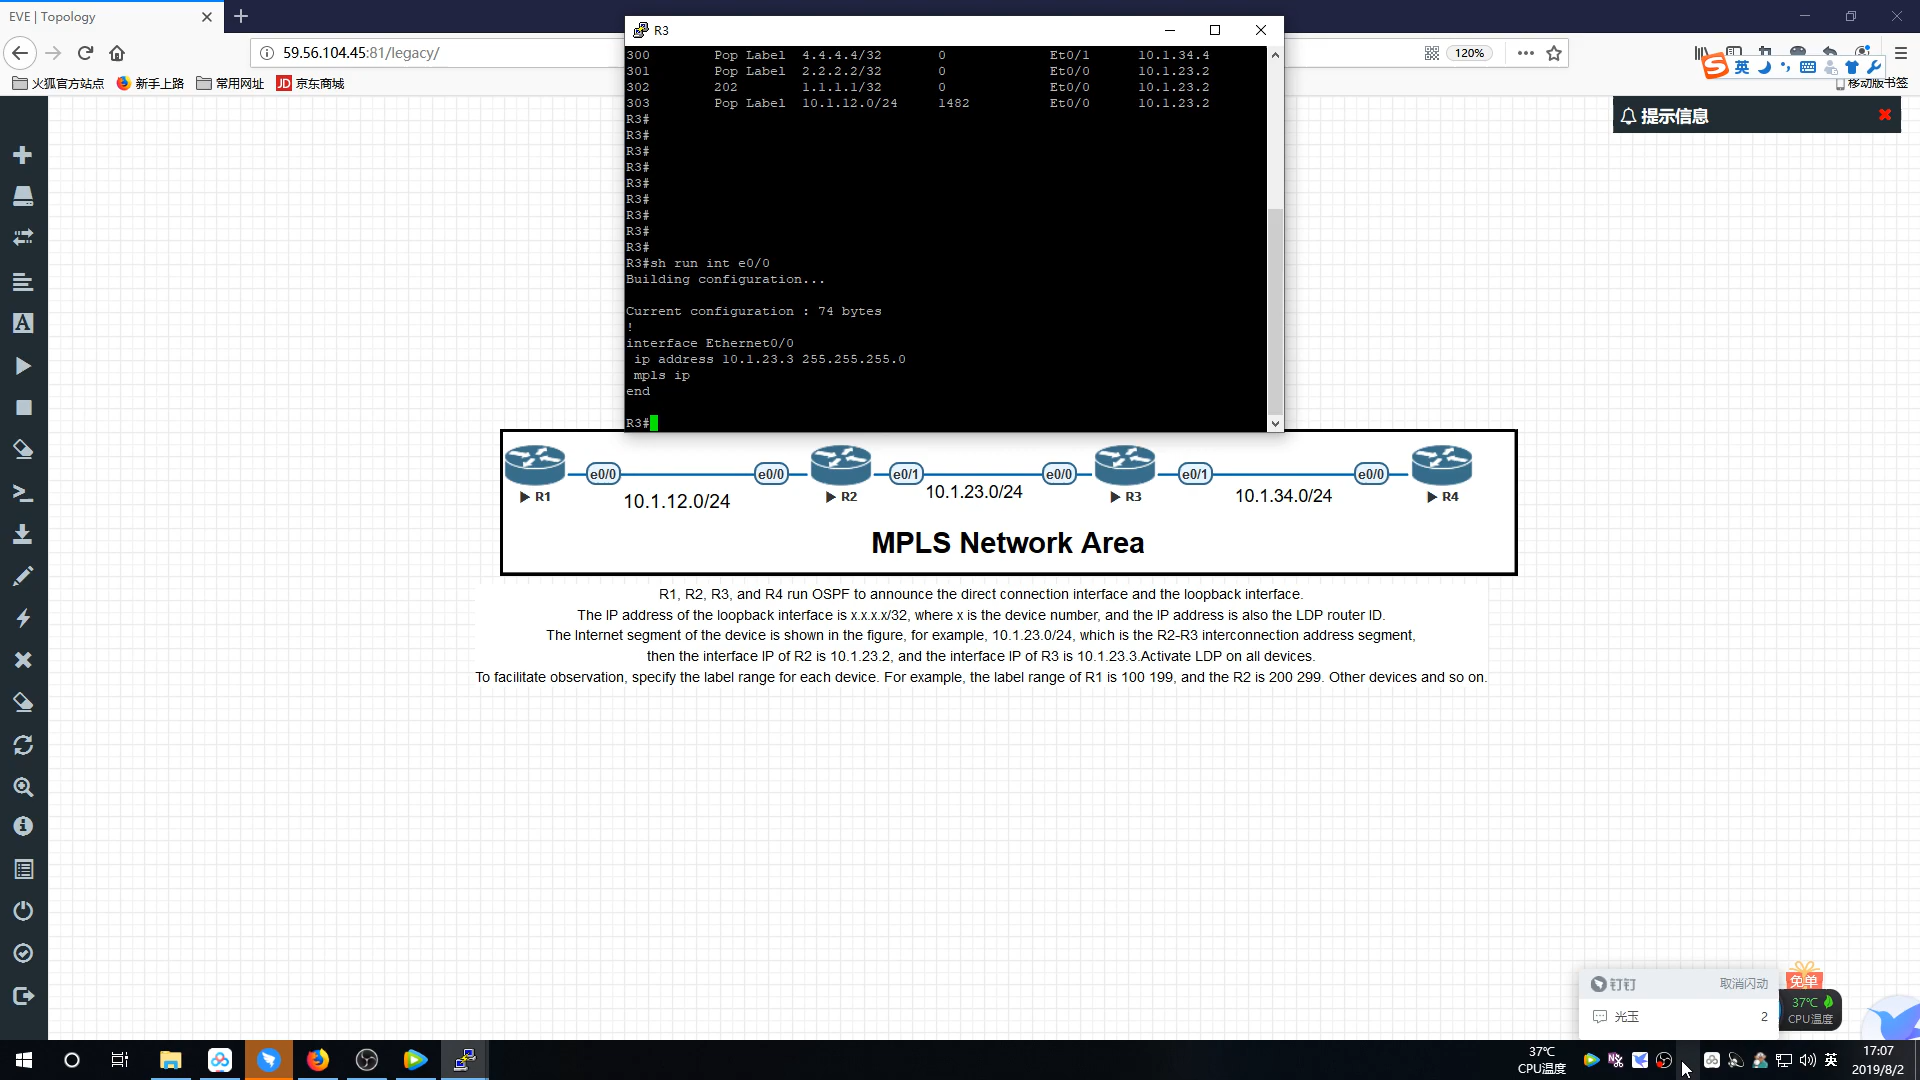 EVE | Topology
R3
59.56.104.45:81/legacy/
120%
火狐官方站点
新手上路
常用网址
JD 京东商城
英
移动版书签
300 Pop Label 4.4.4.4/32 0 Et0/1 10.1.34.4
301 Pop Label 2.2.2.2/32 0 Et0/0 10.1.23.2
302 202 1.1.1.1/32 0 Et0/0 10.1.23.2
303 Pop Label 10.1.12.0/24 1482 Et0/0 10.1.23.2
R3#
R3#
R3#
R3#
R3#
R3#
R3#
R3#
R3#
R3#sh run int e0/0
Building configuration...
Current configuration : 74 bytes
!
interface Ethernet0/0
ip address 10.1.23.3 255.255.255.0
mpls ip
end
R3#
提示信息
e0/0 e0/0 e0/1 e0/0 e0/1 e0/0
R1 10.1.12.0/24 R2 10.1.23.0/24 R3 10.1.34.0/24 R4
MPLS Network Area
R1, R2, R3, and R4 run OSPF to announce the direct connection interface and the loopback interface.
The IP address of the loopback interface is x.x.x.x/32, where x is the device number, and the IP address is also the LDP router ID.
The Internet segment of the device is shown in the figure, for example, 10.1.23.0/24, which is the R2-R3 interconnection address segment,
then the interface IP of R2 is 10.1.23.2, and the interface IP of R3 is 10.1.23.3.Activate LDP on all devices.
To facilitate observation, specify the label range for each device. For example, the label range of R1 is 100 199, and the R2 is 200 299. Other devices and so on.
钉钉 取消闪动
光玉 2
免单
37℃
CPU温度
37℃
CPU温度
英
17:07
2019/8/2